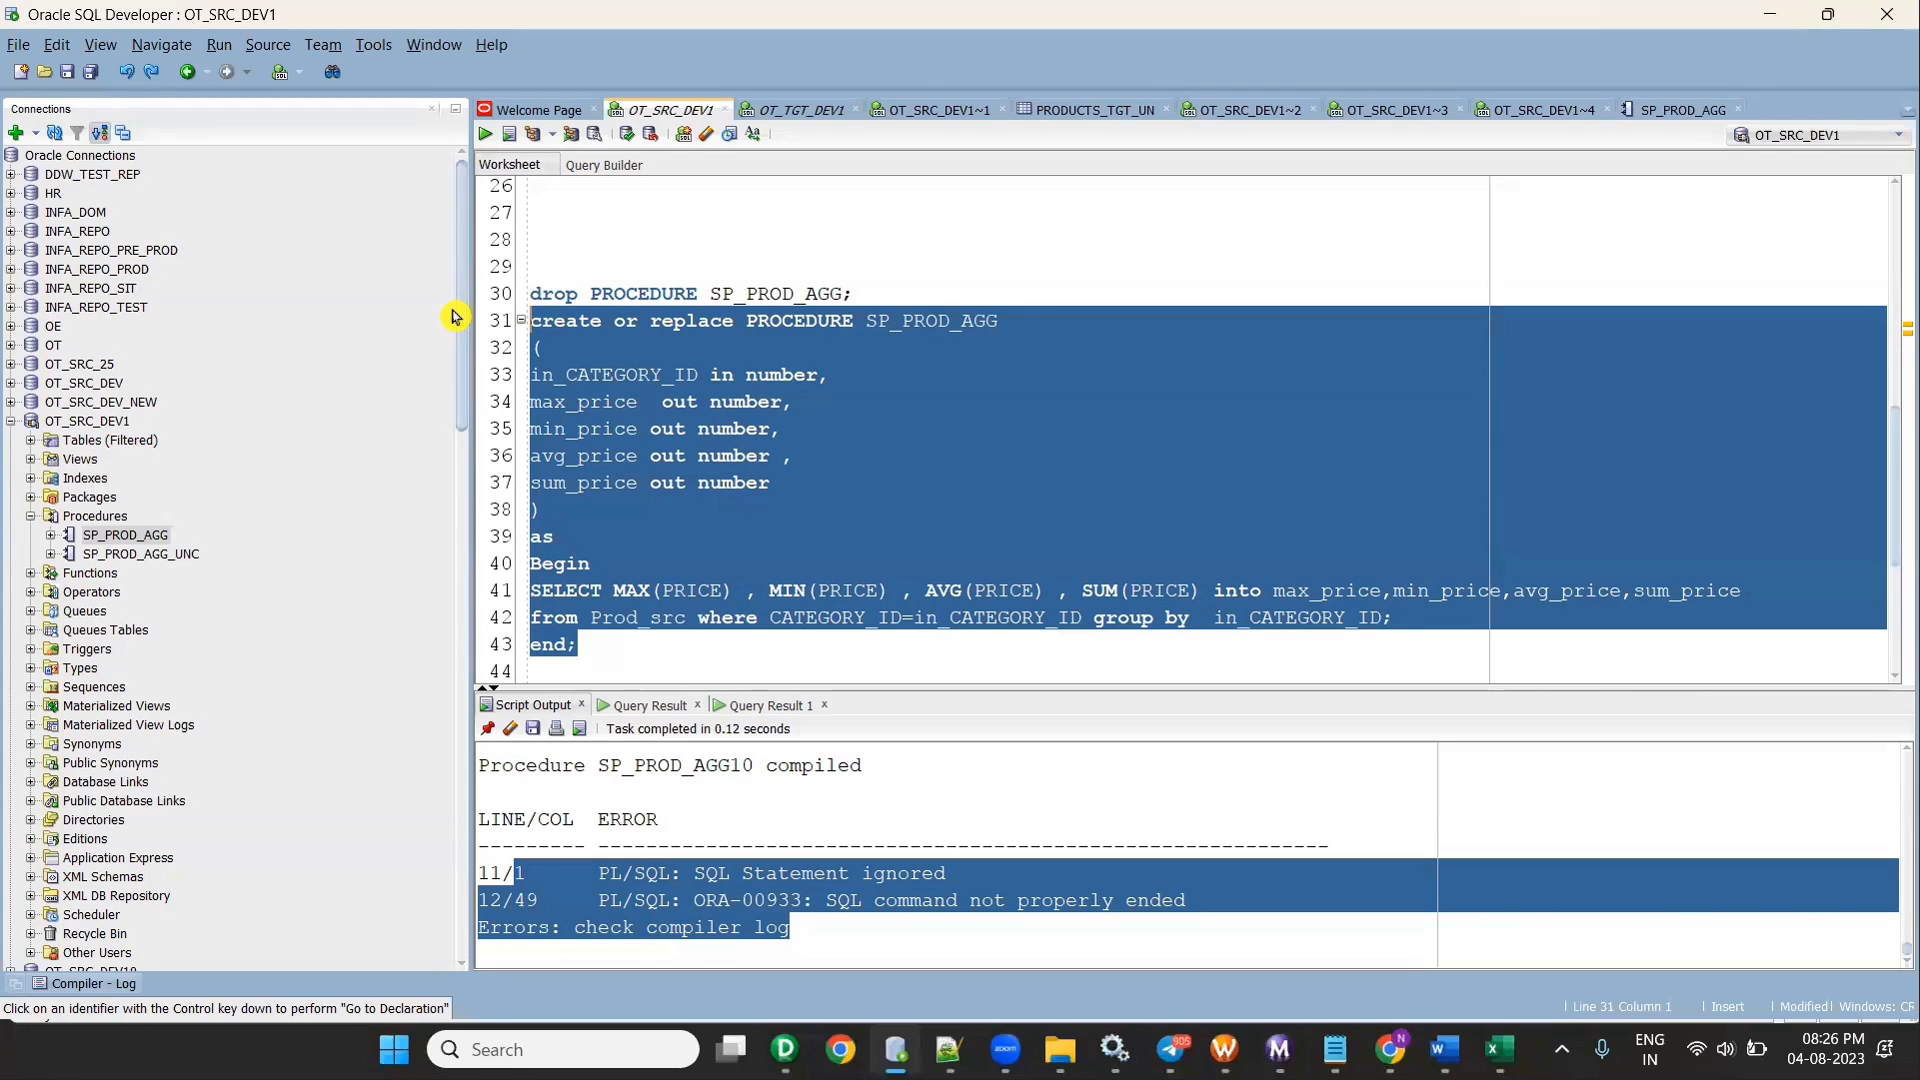 Oracle SQL Developer : OT_SRC_DEV1
File Edit View Navigate Run Source Team Tools Window Help
Connections
Welcome Page OT_SRC_DEV1 OT_TGT_DEV1 OT_SRC_DEV1~1 PRODUCTS_TGT_UN OT_SRC_DEV1~2 OT_SRC_DEV1~3 OT_SRC_DEV1~4 SP_PROD_AGG
OT_SRC_DEV1
Worksheet Query Builder
Oracle Connections
DDW_TEST_REP
HR
INFA_DOM
INFA_REPO
INFA_REPO_PRE_PROD
INFA_REPO_PROD
INFA_REPO_SIT
INFA_REPO_TEST
OE
OT
OT_SRC_25
OT_SRC_DEV
OT_SRC_DEV_NEW
OT_SRC_DEV1
Tables (Filtered)
Views
Indexes
Packages
Procedures
SP_PROD_AGG
SP_PROD_AGG_UNC
Functions
Operators
Queues
Queues Tables
Triggers
Types
Sequences
Materialized Views
Materialized View Logs
Synonyms
Public Synonyms
Database Links
Public Database Links
Directories
Editions
Application Express
XML Schemas
XML DB Repository
Scheduler
Recycle Bin
Other Users
26
27
28
29
30 drop PROCEDURE SP_PROD_AGG;
31 create or replace PROCEDURE SP_PROD_AGG
32 (
33 in_CATEGORY_ID in number,
34 max_price out number,
35 min_price out number,
36 avg_price out number ,
37 sum_price out number
38 )
39 as
40 Begin
41 SELECT MAX(PRICE) , MIN(PRICE) , AVG(PRICE) , SUM(PRICE) into max_price,min_price,avg_price,sum_price
42 from Prod_src where CATEGORY_ID=in_CATEGORY_ID group by in_CATEGORY_ID;
43 end;
44
Script Output Query Result Query Result 1
Task completed in 0.12 seconds
Procedure SP_PROD_AGG10 compiled
LINE/COL ERROR
--------- -------------------------------------------------------------
11/1 PL/SQL: SQL Statement ignored
12/49 PL/SQL: ORA-00933: SQL command not properly ended
Errors: check compiler log
Compiler - Log
Click on an identifier with the Control key down to perform "Go to Declaration"
Line 31 Column 1 Insert Modified Windows: CR
Search
905
zoom
ENG
IN
08:26 PM
04-08-2023